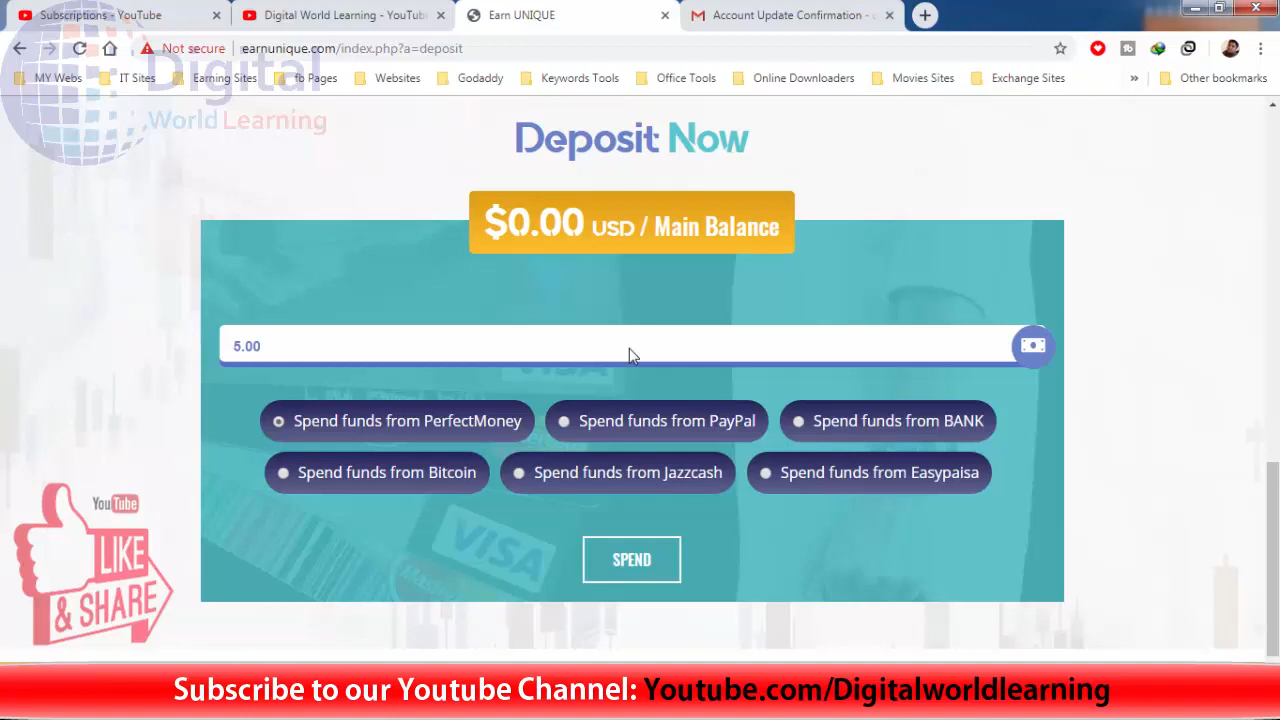 Subscriptions - YouTube
Digital World Learning - YouTube
Earn UNIQUE
Account Update Confirmation -
Not secure
earnunique.com/index.php?a=deposit
MY Webs
IT Sites
Earning Sites
fb Pages
Websites
Godaddy
Keywords Tools
Office Tools
Online Downloaders
Movies Sites
Exchange Sites
»
Other bookmarks
Digital
World Learning
Deposit Now
$0.00 USD / Main Balance
5.00
VISA
Spend funds from PerfectMoney
Spend funds from PayPal
Spend funds from BANK
Spend funds from Bitcoin
Spend funds from Jazzcash
Spend funds from Easypaisa
VISA
SPEND
YouTube
LIKE
& SHARE
Subscribe to our Youtube Channel: Youtube.com/Digitalworldlearning